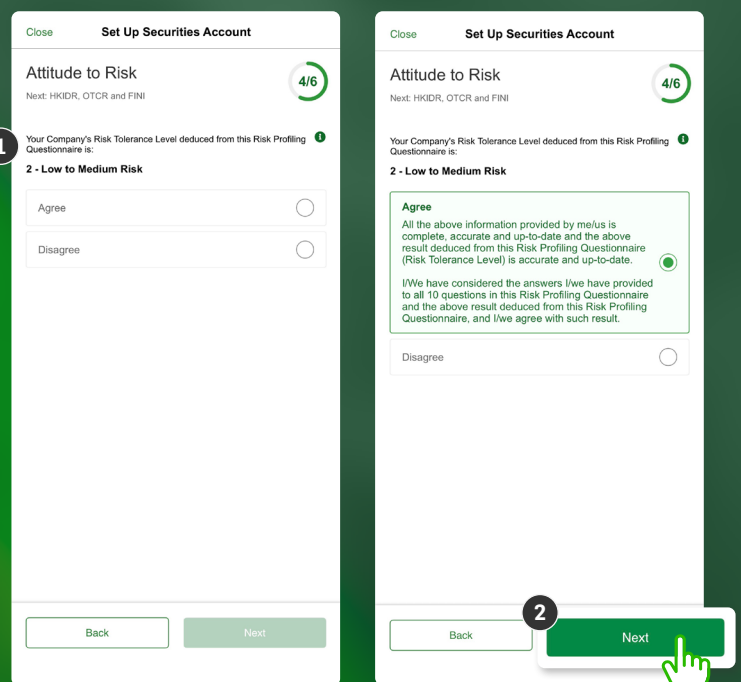 Close
Set Up Securities Account
Attitude to Risk
4/6
Next: HKIDR, OTCR and FINI
1
Your Company's Risk Tolerance Level deduced from this Risk Profiling
Questionnaire is:
2 - Low to Medium Risk
Agree
Disagree
Back
Next
Close
Set Up Securities Account
Attitude to Risk
4/6
Next: HKIDR, OTCR and FINI
Your Company's Risk Tolerance Level deduced from this Risk Profiling
Questionnaire is:
2 - Low to Medium Risk
Agree
All the above information provided by me/us is
complete, accurate and up-to-date and the above
result deduced from this Risk Profiling Questionnaire
(Risk Tolerance Level) is accurate and up-to-date.
I/We have considered the answers I/we have provided
to all 10 questions in this Risk Profiling Questionnaire
and the above result deduced from this Risk Profiling
Questionnaire, and I/we agree with such result.
Disagree
2
Back
Next